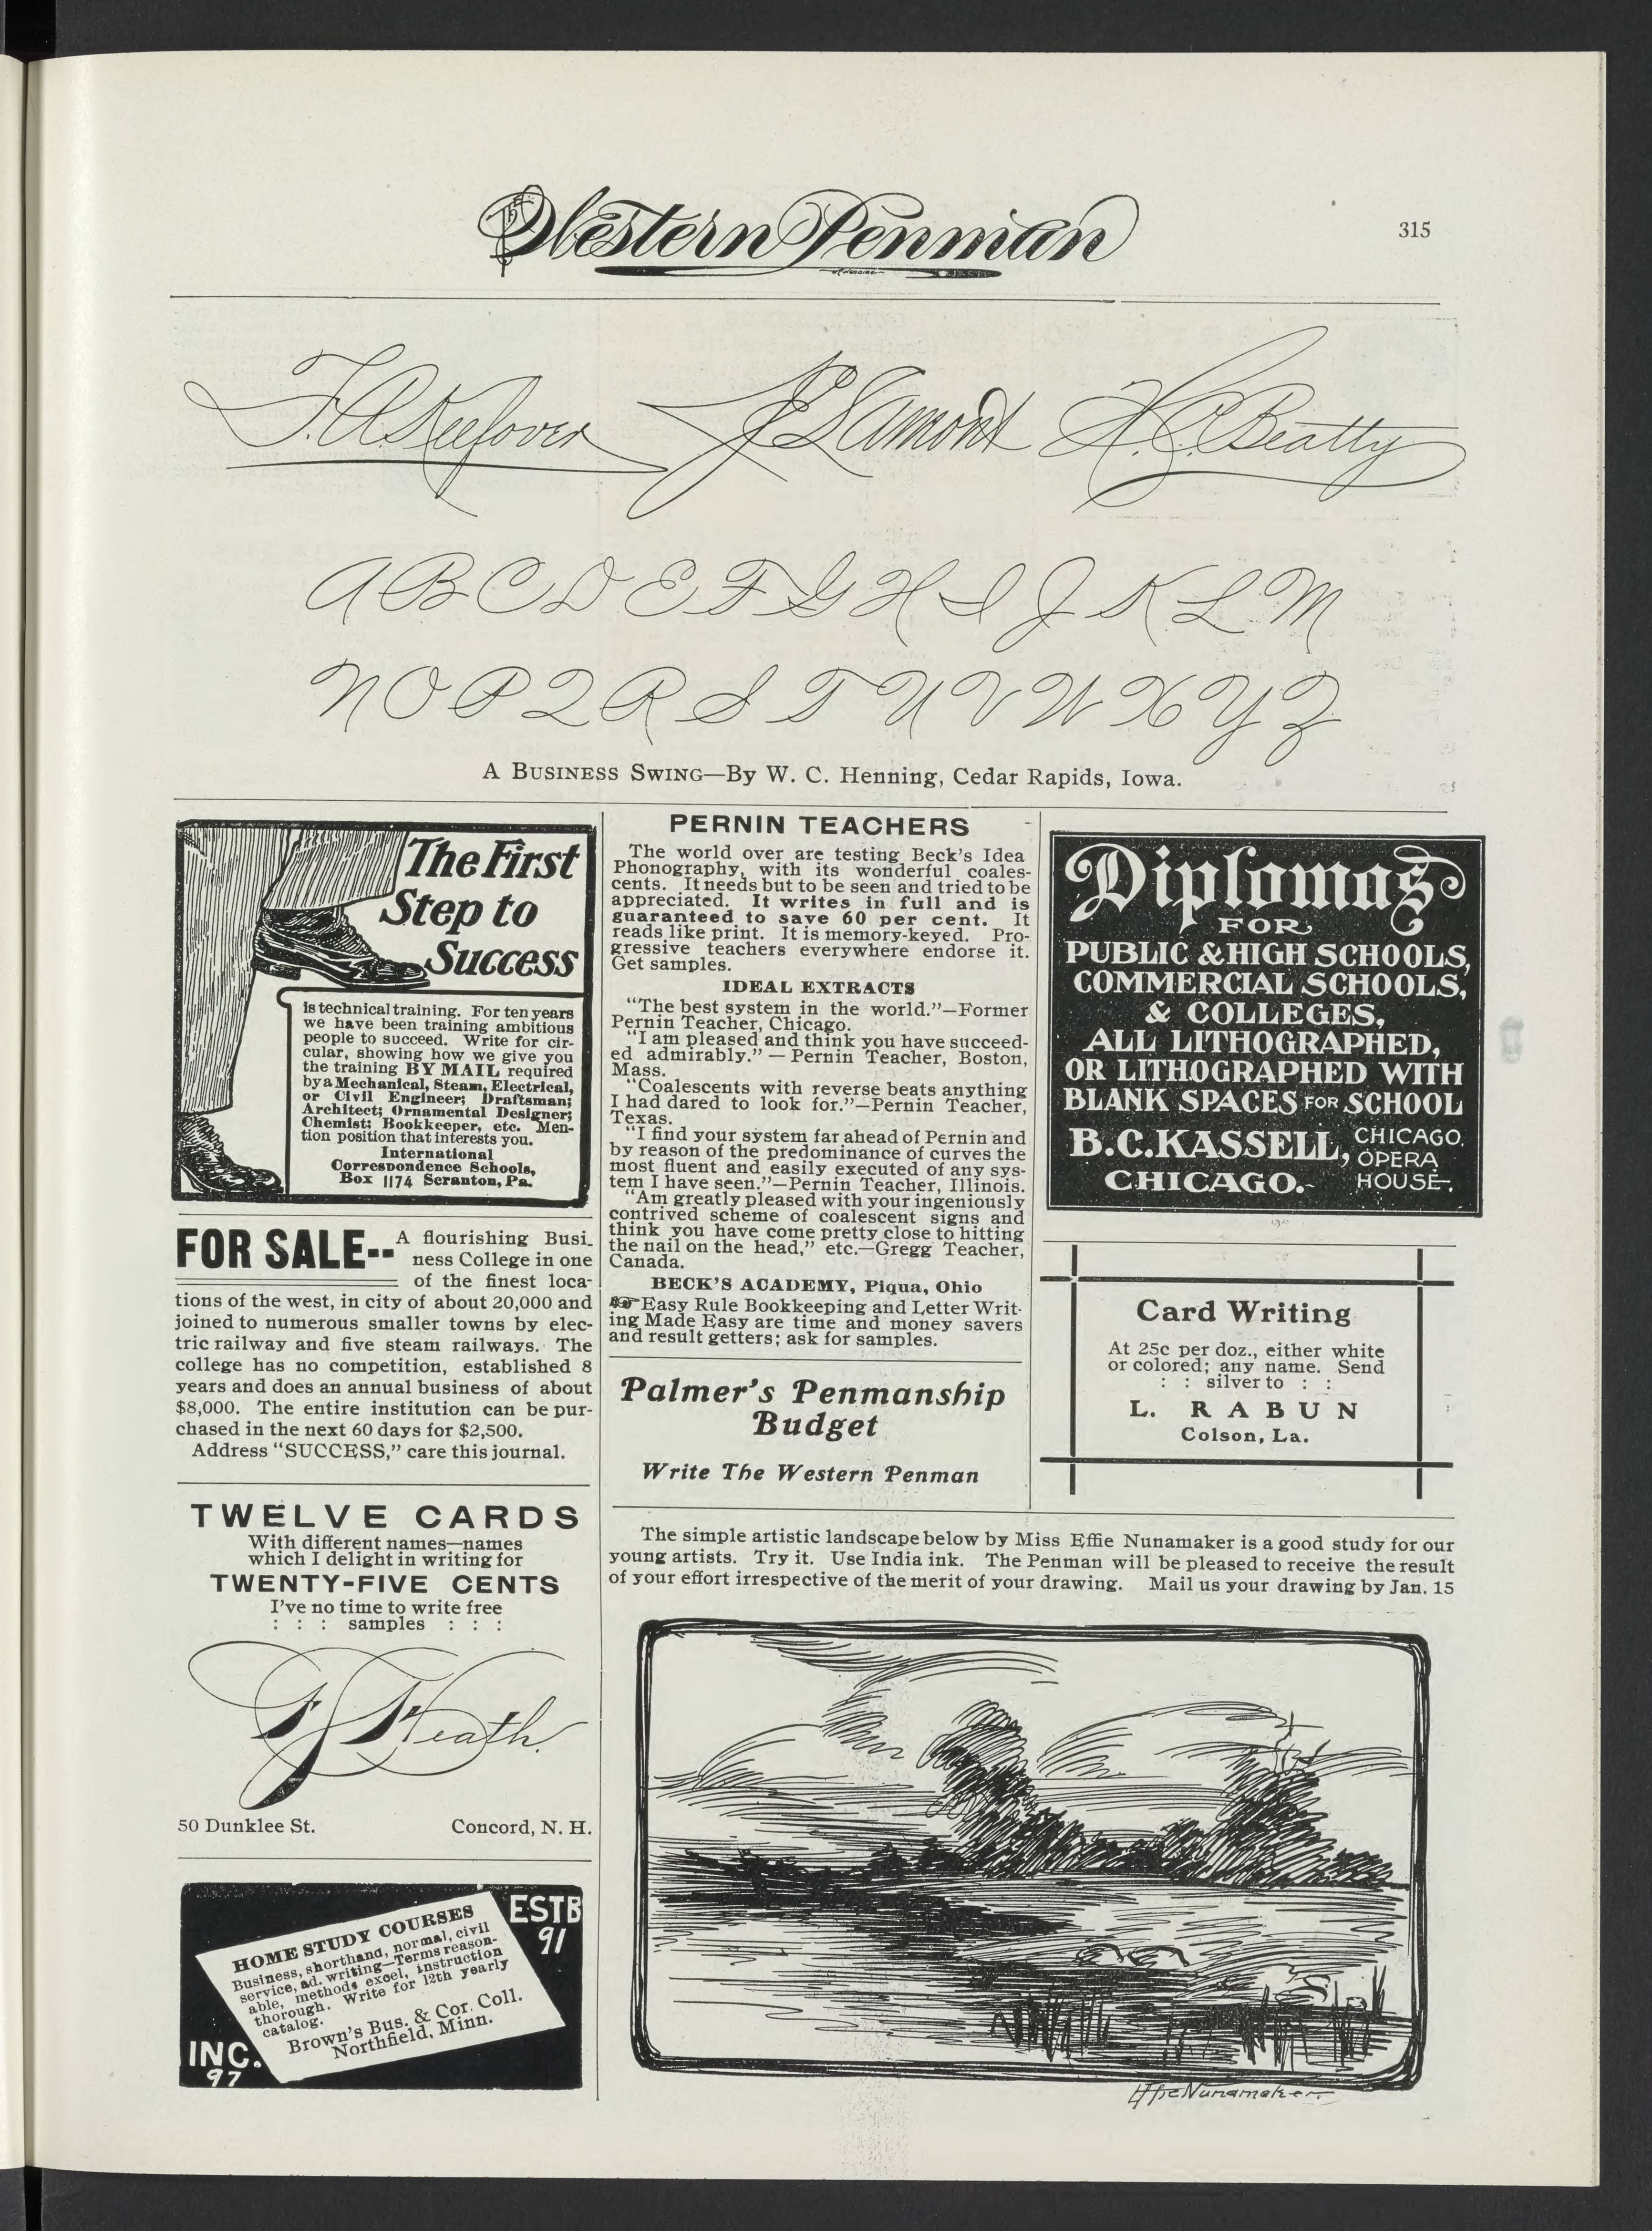 The Western Penman
315
F. A. Keefover J E Lamont H. C. Beatty
A B C D E F G H I J K L M
N O P Q R S T U V W X Y Z
A BUSINESS SWING—By W. C. Henning, Cedar Rapids, Iowa.
The First
Step to
Success
is technical training. For ten years
we have been training ambitious
people to succeed. Write for cir-
cular, showing how we give you
the training BY MAIL required
by a Mechanical, Steam, Electrical,
or Civil Engineer; Draftsman;
Architect; Ornamental Designer;
Chemist; Bookkeeper, etc. Men-
tion position that interests you.
International
Correspondence Schools,
Box 1174 Scranton, Pa.
FOR SALE-- A flourishing Busi-
ness College in one
of the finest loca-
tions of the west, in city of about 20,000 and
joined to numerous smaller towns by elec-
tric railway and five steam railways. The
college has no competition, established 8
years and does an annual business of about
$8,000. The entire institution can be pur-
chased in the next 60 days for $2,500.
Address "SUCCESS," care this journal.
TWELVE CARDS
With different names—names
which I delight in writing for
TWENTY-FIVE CENTS
I've no time to write free
: : : samples : : :
Heath.
50 Dunklee St. Concord, N. H.
ESTB
91
HOME STUDY COURSES
Business, shorthand, normal, civil
service, ad. writing—Terms reason-
able, methods excel, instruction
thorough. Write for 12th yearly
catalog.
Brown's Bus. & Cor. Coll.
Northfield, Minn.
INC.
97
PERNIN TEACHERS
The world over are testing Beck's Idea
Phonography, with its wonderful coales-
cents. It needs but to be seen and tried to be
appreciated. It writes in full and is
guaranteed to save 60 per cent. It
reads like print. It is memory-keyed. Pro-
gressive teachers everywhere endorse it.
Get samples.
IDEAL EXTRACTS
"The best system in the world."—Former
Pernin Teacher, Chicago.
"I am pleased and think you have succeed-
ed admirably." — Pernin Teacher, Boston,
Mass.
"Coalescents with reverse beats anything
I had dared to look for."—Pernin Teacher,
Texas.
"I find your system far ahead of Pernin and
by reason of the predominance of curves the
most fluent and easily executed of any sys-
tem I have seen."—Pernin Teacher, Illinois.
"Am greatly pleased with your ingeniously
contrived scheme of coalescent signs and
think you have come pretty close to hitting
the nail on the head," etc.—Gregg Teacher,
Canada.
BECK'S ACADEMY, Piqua, Ohio
☞Easy Rule Bookkeeping and Letter Writ-
ing Made Easy are time and money savers
and result getters; ask for samples.
Palmer's Penmanship
Budget
Write The Western Penman
Diplomas
FOR
PUBLIC & HIGH SCHOOLS,
COMMERCIAL SCHOOLS,
& COLLEGES,
ALL LITHOGRAPHED,
OR LITHOGRAPHED WITH
BLANK SPACES FOR SCHOOL
B.C.KASSELL, CHICAGO
OPERA
CHICAGO. HOUSE.
Card Writing
At 25c per doz., either white
or colored; any name. Send
: : silver to : :
L. RABUN
Colson, La.
The simple artistic landscape below by Miss Effie Nunamaker is a good study for our
young artists. Try it. Use India ink. The Penman will be pleased to receive the result
of your effort irrespective of the merit of your drawing. Mail us your drawing by Jan. 15
Effie Nunamaker.